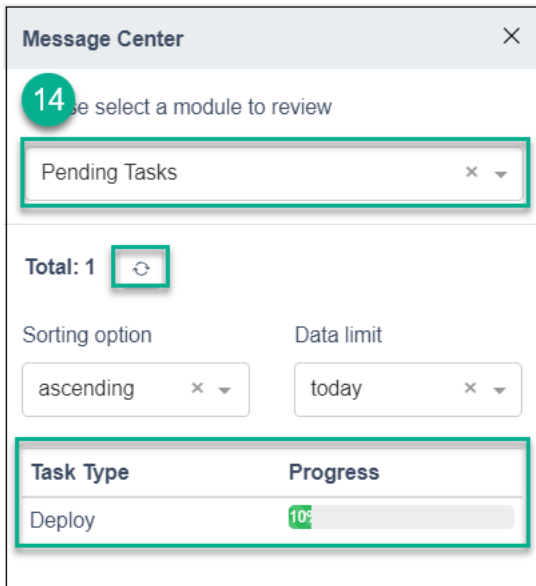 Message Center
14
se select a module to review
Pending Tasks
Total: 1
Sorting option Data limit
ascending today
Task Type Progress
Deploy 10%